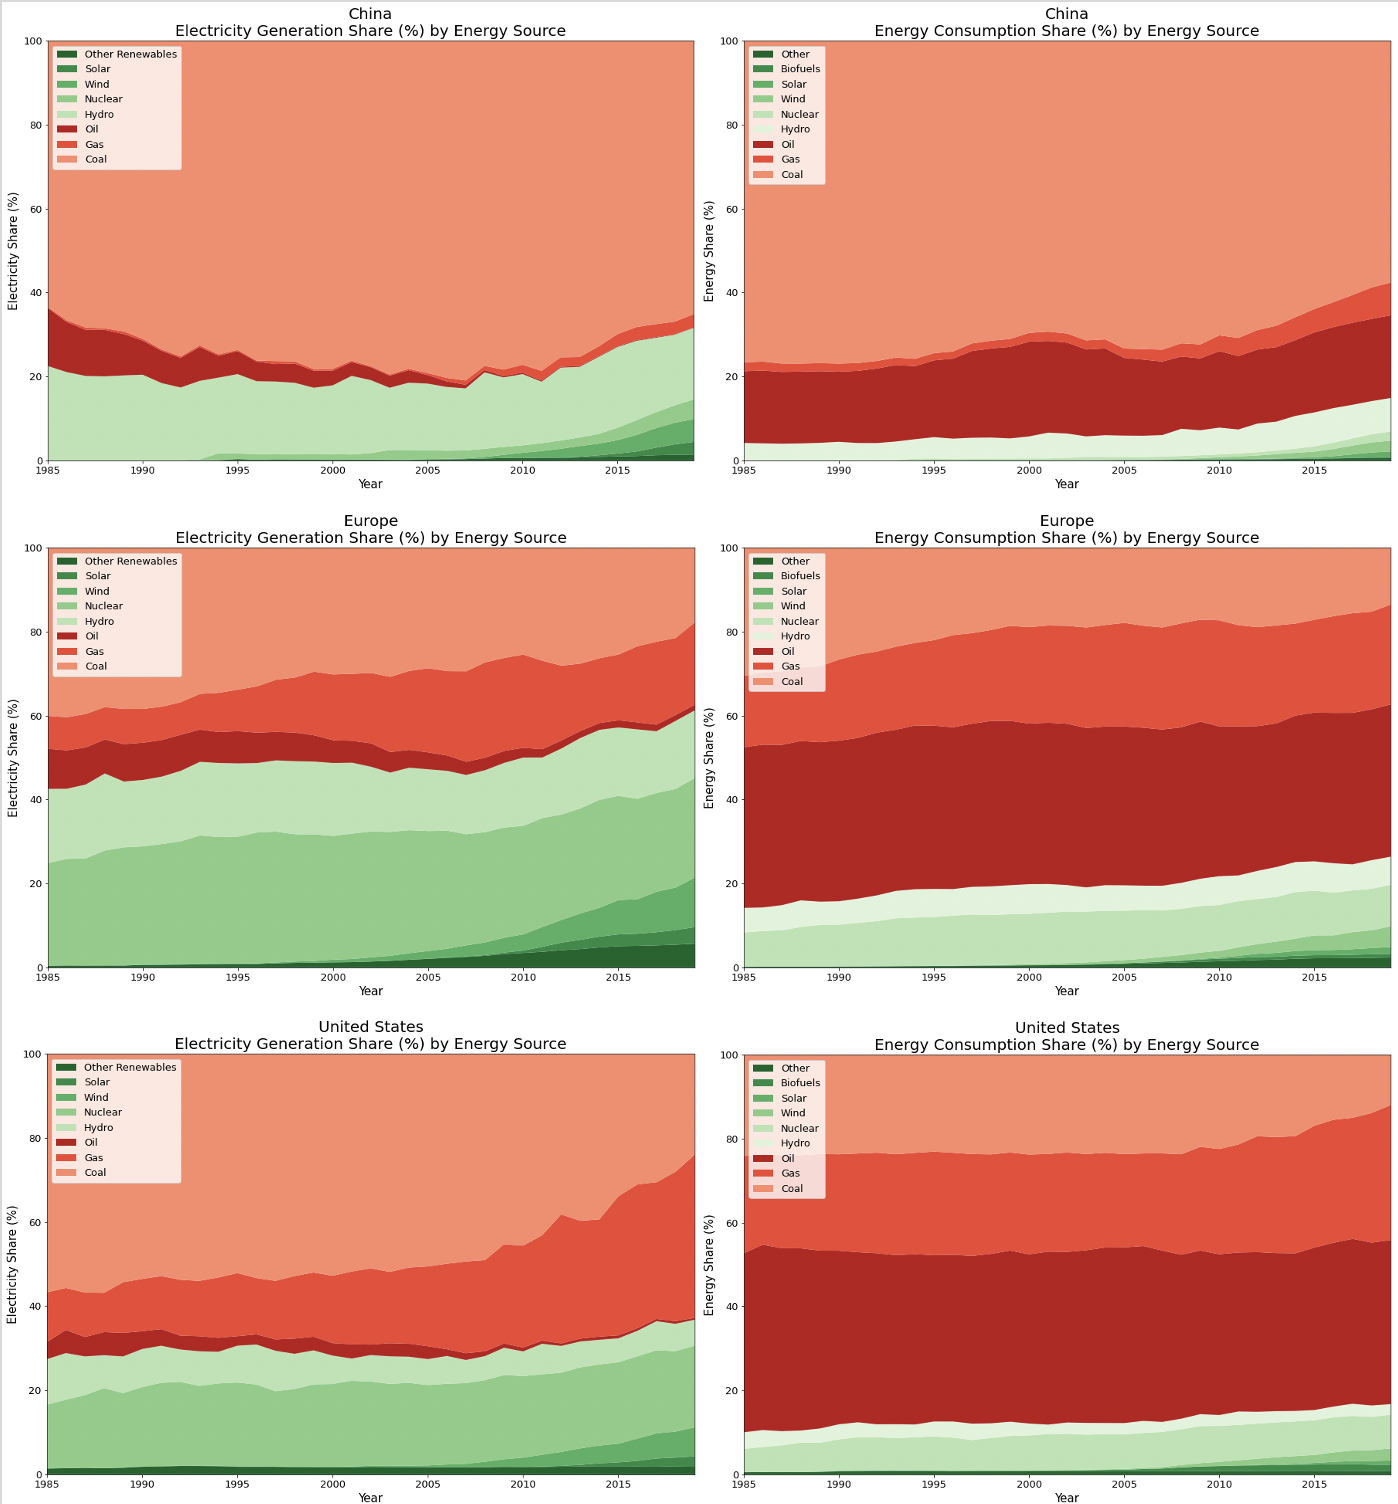 China
Electricity Generation Share (%) by Energy Source
100
80
60
40
20
0
Electricity Share (%)
Other Renewables
Solar
Wind
Nuclear
Hydro
Oil
Gas
Coal
1985 1990 1995 2000 2005 2010 2015
Year
China
Energy Consumption Share (%) by Energy Source
100
80
60
40
20
0
Energy Share (%)
Other
Biofuels
Solar
Wind
Nuclear
Hydro
Oil
Gas
Coal
1985 1990 1995 2000 2005 2010 2015
Year
Europe
Electricity Generation Share (%) by Energy Source
100
80
60
40
20
0
Electricity Share (%)
Other Renewables
Solar
Wind
Nuclear
Hydro
Oil
Gas
Coal
1985 1990 1995 2000 2005 2010 2015
Year
Europe
Energy Consumption Share (%) by Energy Source
100
80
60
40
20
0
Energy Share (%)
Other
Biofuels
Solar
Wind
Nuclear
Hydro
Oil
Gas
Coal
1985 1990 1995 2000 2005 2010 2015
Year
United States
Electricity Generation Share (%) by Energy Source
100
80
60
40
20
0
Electricity Share (%)
Other Renewables
Solar
Wind
Nuclear
Hydro
Oil
Gas
Coal
1985 1990 1995 2000 2005 2010 2015
Year
United States
Energy Consumption Share (%) by Energy Source
100
80
60
40
20
0
Energy Share (%)
Other
Biofuels
Solar
Wind
Nuclear
Hydro
Oil
Gas
Coal
1985 1990 1995 2000 2005 2010 2015
Year